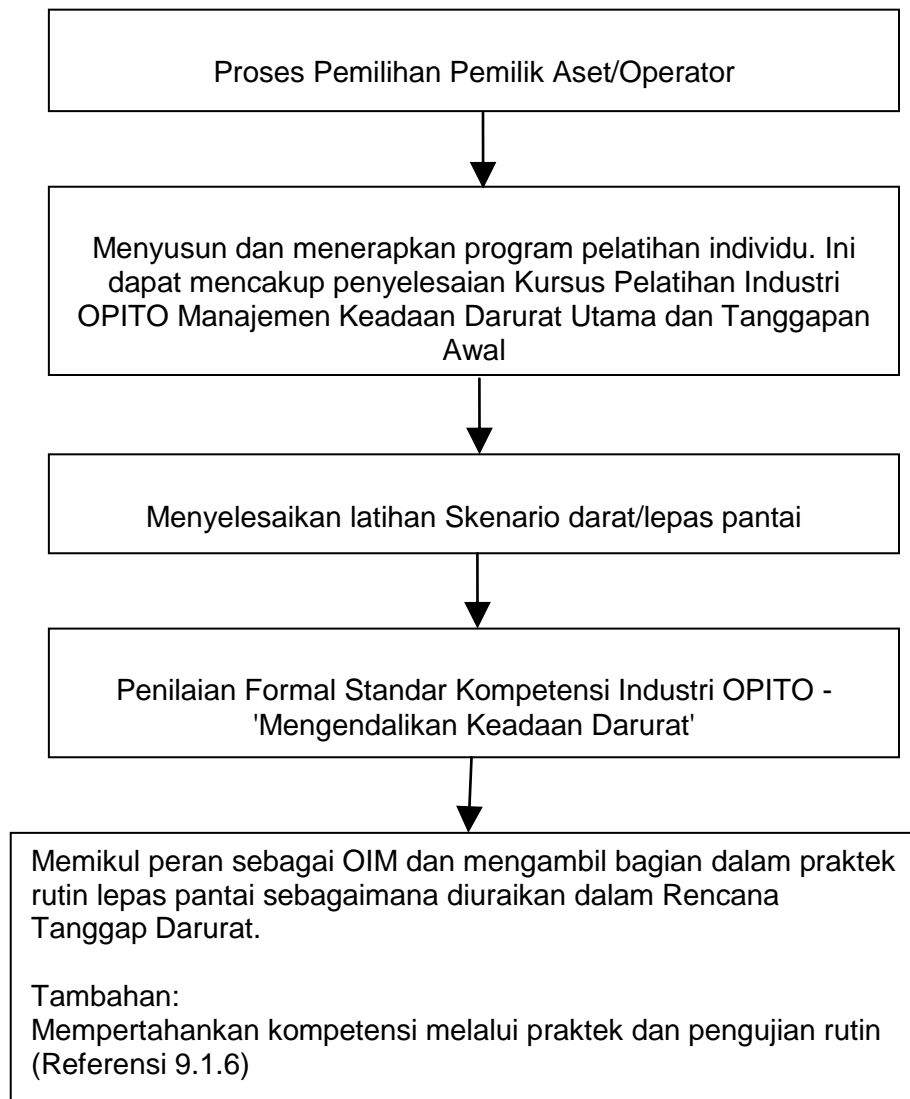 Proses Pemilihan Pemilik Aset/Operator
Menyusun dan menerapkan program pelatihan individu. Ini
dapat mencakup penyelesaian Kursus Pelatihan Industri
OPITO Manajemen Keadaan Darurat Utama dan Tanggapan
Awal
Menyelesaikan latihan Skenario darat/lepas pantai
Penilaian Formal Standar Kompetensi Industri OPITO -
'Mengendalikan Keadaan Darurat'
Memikul peran sebagai OIM dan mengambil bagian dalam praktek
rutin lepas pantai sebagaimana diuraikan dalam Rencana
Tanggap Darurat.
Tambahan:
Mempertahankan kompetensi melalui praktek dan pengujian rutin
(Referensi 9.1.6)